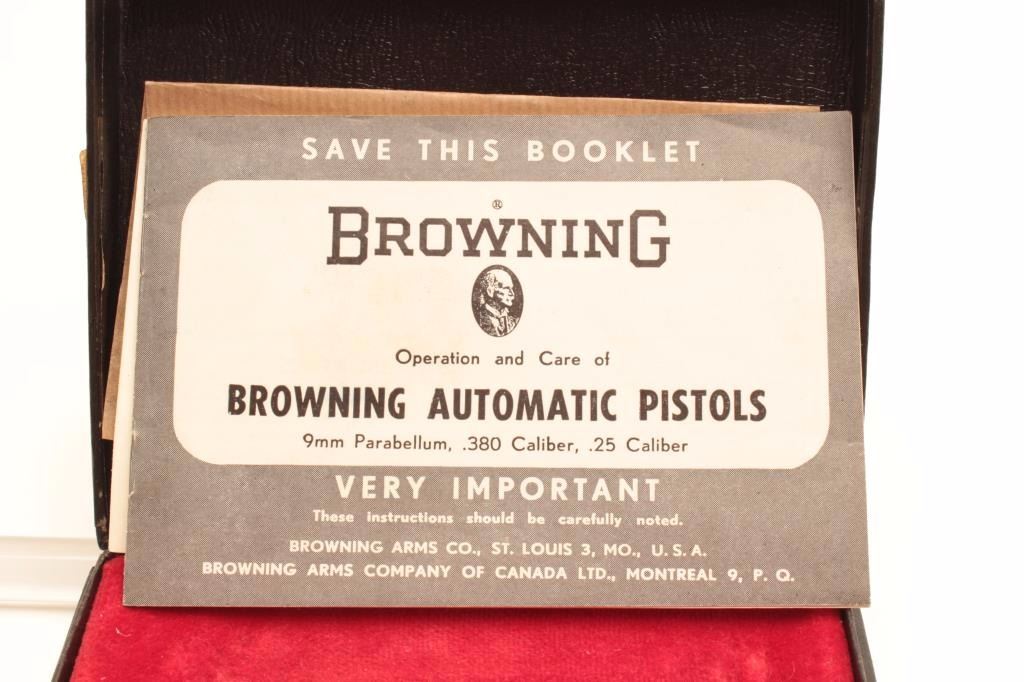 SAVE THIS BOOKLET
®
BROWNING
Operation and Care of
BROWNING AUTOMATIC PISTOLS
9mm Parabellum, .380 Caliber, .25 Caliber
VERY IMPORTANT
These instructions should be carefully noted.
BROWNING ARMS CO., ST. LOUIS 3, MO., U. S. A.
BROWNING ARMS COMPANY OF CANADA LTD., MONTREAL 9, P. Q.